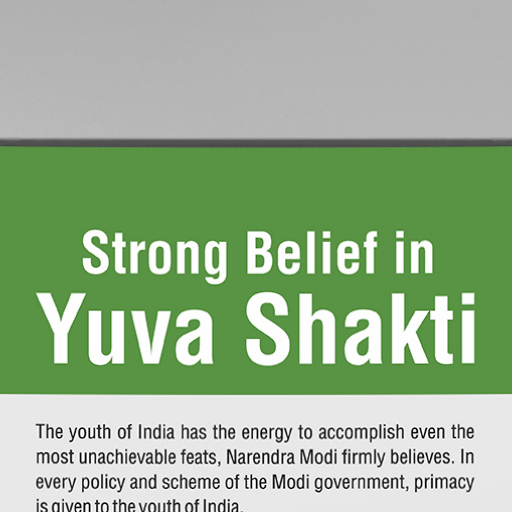 Strong Belief in
Yuva Shakti
The youth of India has the energy to accomplish even the
most unachievable feats, Narendra Modi firmly believes. In
every policy and scheme of the Modi government, primacy
is given to the youth of India.